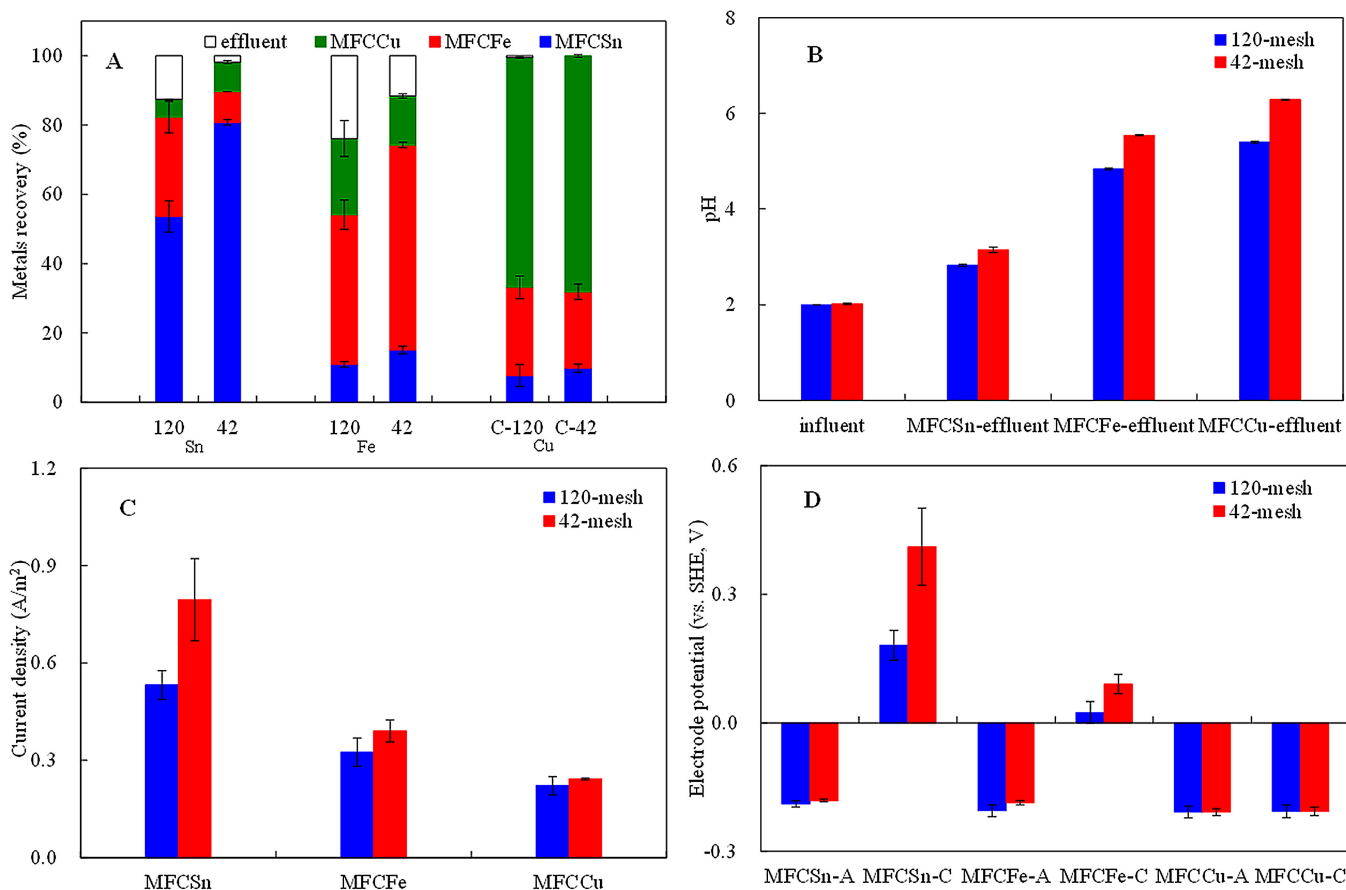 A
effluent MFCCu MFCFe MFCSn
Metals recovery (%)
100
80
60
40
20
0
120 42 120 42 C-120 C-42
Sn Fe Cu
B
120-mesh
42-mesh
pH
8
6
4
2
0
influent MFCSn-effluent MFCFe-effluent MFCCu-effluent
C
120-mesh
42-mesh
Current density (A/m²)
1.2
0.9
0.6
0.3
0.0
MFCSn MFCFe MFCCu
D
120-mesh
42-mesh
Electrode potential (vs. SHE, V)
0.6
0.3
0.0
-0.3
MFCSn-A MFCSn-C MFCFe-A MFCFe-C MFCCu-A MFCCu-C